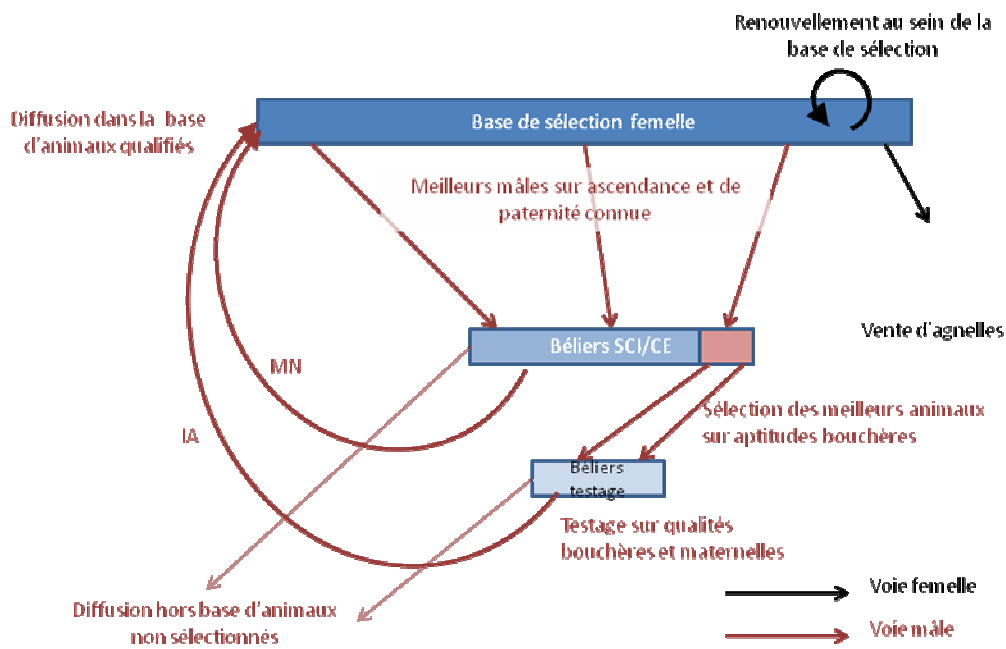 Renouvellement au sein de la
base de sélection
Diffusion dans la base
d'animaux qualifiés
Base de sélection femelle
Meilleurs mâles sur ascendance et de
paternité connue
Vente d'agnelles
Béliers SCI/CE
MN
IA
Sélection des meilleurs animaux
sur aptitudes bouchères
Béliers
testage
Testage sur qualités
bouchères et maternelles
Diffusion hors base d'animaux
non sélectionnés
Voie femelle
Voie mâle